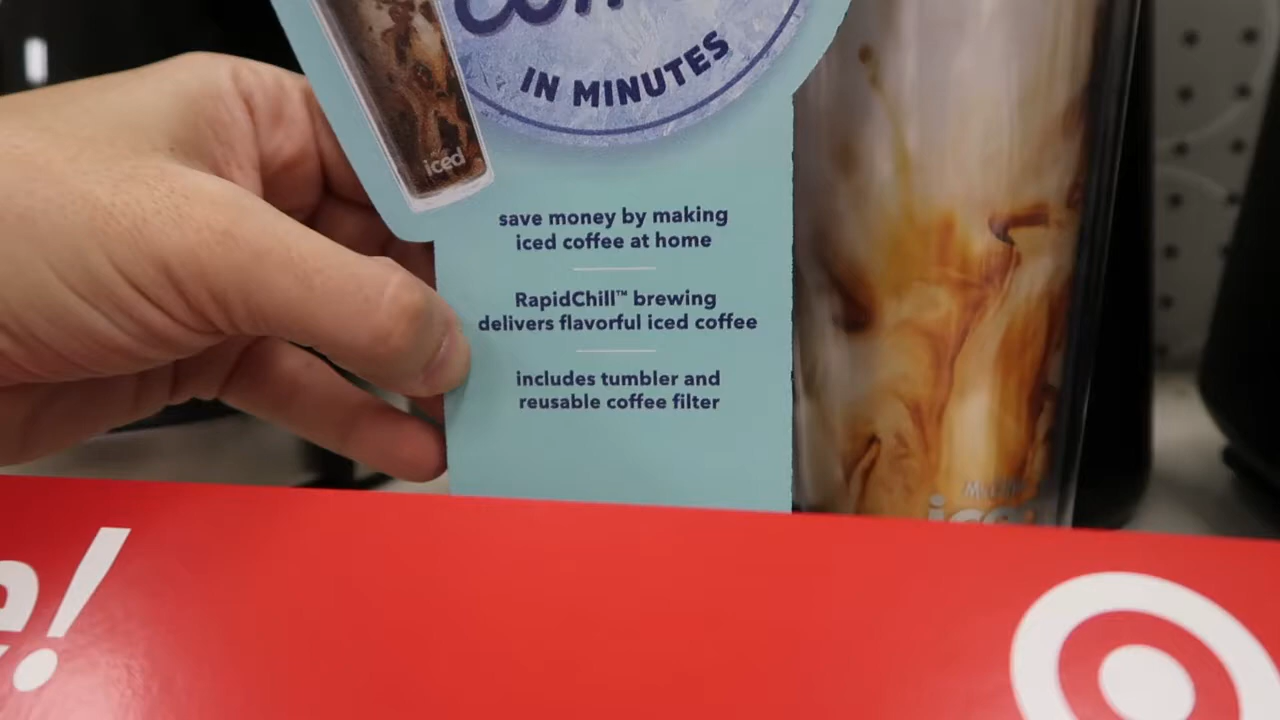 IN MINUTES
iced
save money by making
iced coffee at home
RapidChill™ brewing
delivers flavorful iced coffee
includes tumbler and
reusable coffee filter